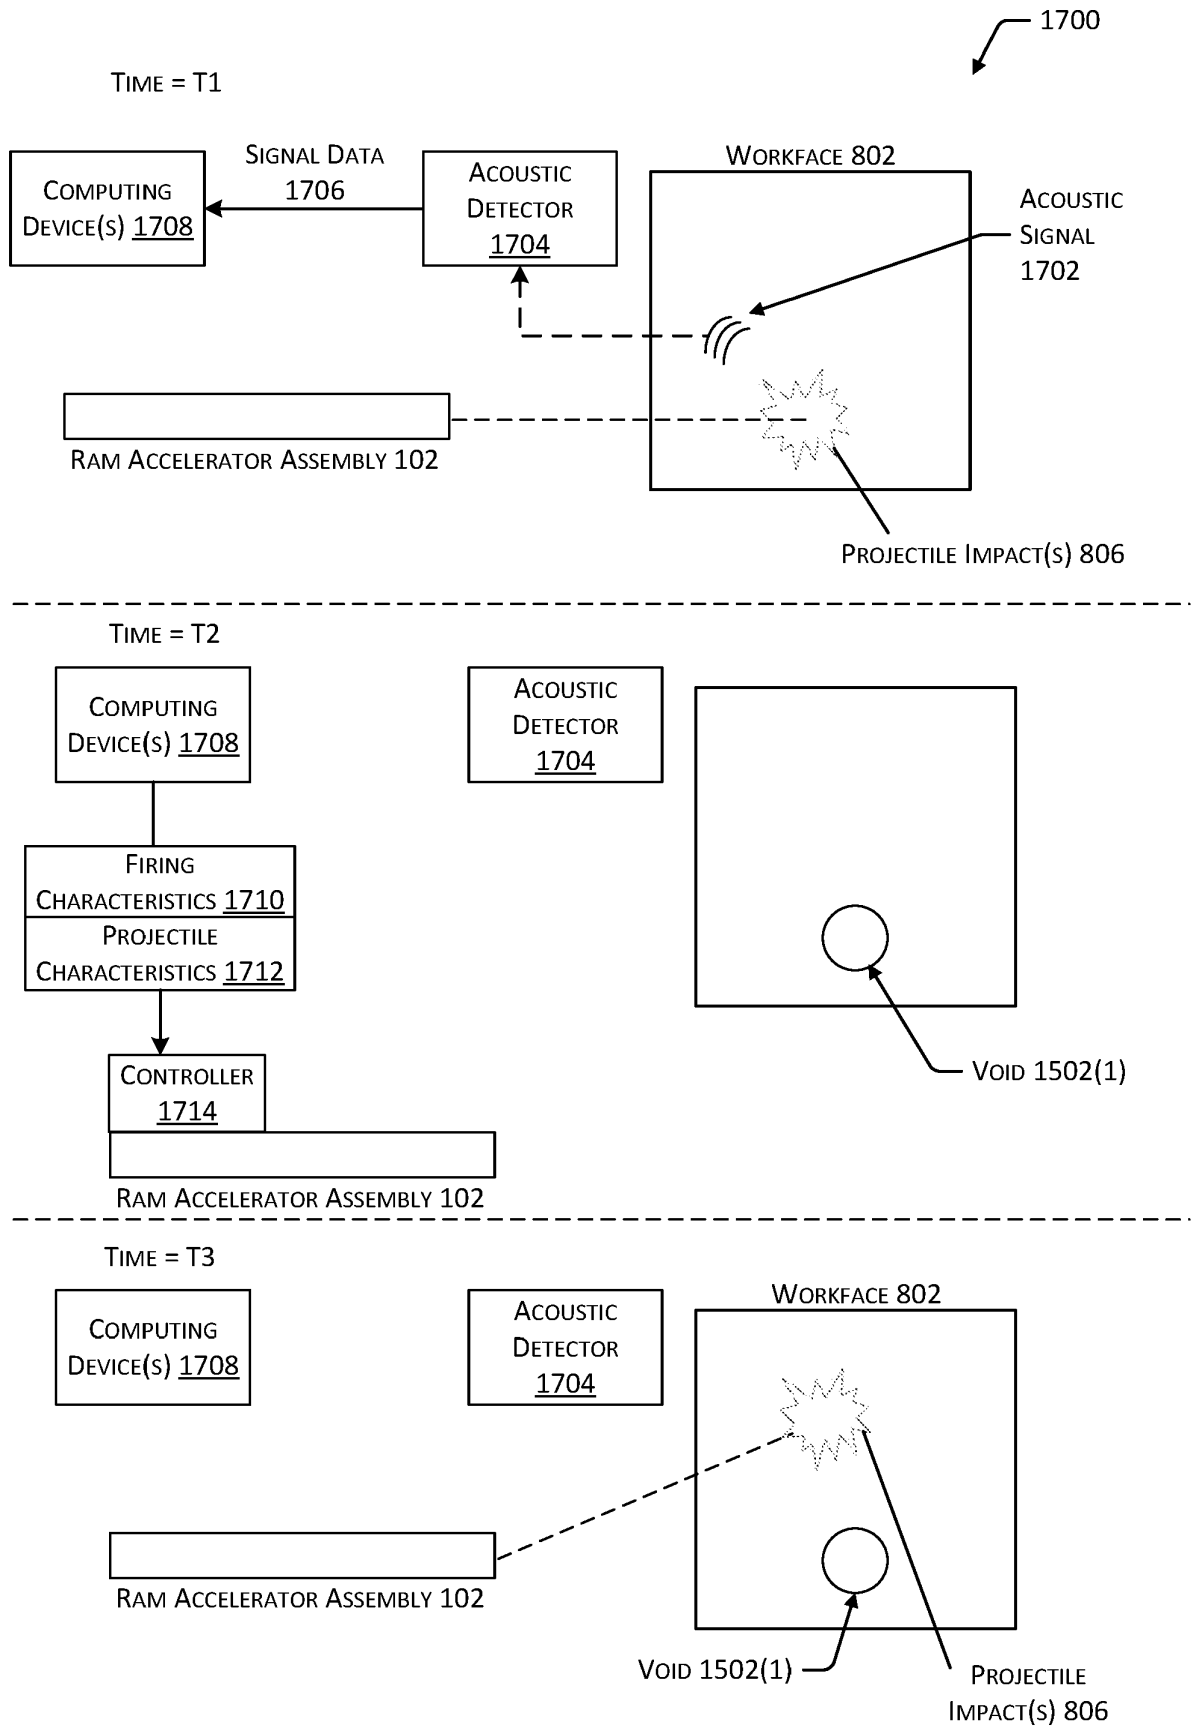 1700
TIME = T1
COMPUTING
DEVICE(S) 1708
SIGNAL DATA
1706
ACOUSTIC
DETECTOR
1704
WORKFACE 802
ACOUSTIC
SIGNAL
1702
RAM ACCELERATOR ASSEMBLY 102
PROJECTILE IMPACT(S) 806
TIME = T2
COMPUTING
DEVICE(S) 1708
ACOUSTIC
DETECTOR
1704
FIRING
CHARACTERISTICS 1710
PROJECTILE
CHARACTERISTICS 1712
CONTROLLER
1714
VOID 1502(1)
RAM ACCELERATOR ASSEMBLY 102
TIME = T3
COMPUTING
DEVICE(S) 1708
ACOUSTIC
DETECTOR
1704
WORKFACE 802
RAM ACCELERATOR ASSEMBLY 102
VOID 1502(1)
PROJECTILE
IMPACT(S) 806